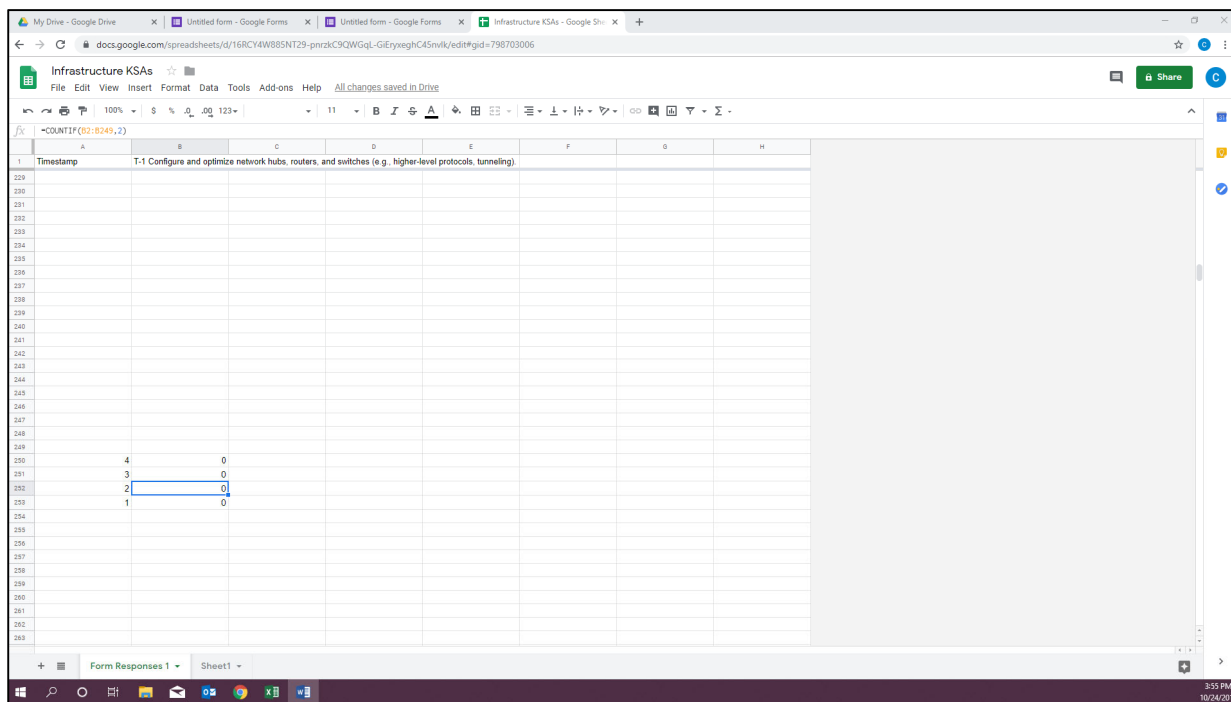 My Drive - Google Drive
Untitled form - Google Forms
Untitled form - Google Forms
Infrastructure KSAs - Google She
docs.google.com/spreadsheets/d/16RCY4W885NT29-pnrzkC9QWGqL-GiEryxeghC45nvlk/edit#gid=798703006
Infrastructure KSAs
File Edit View Insert Format Data Tools Add-ons Help All changes saved in Drive
Share
C
100% $ % .0 .00 123 11 B I S A
fx =COUNTIF(B2:B249,2)
A B C D E F G H
1 Timestamp T-1 Configure and optimize network hubs, routers, and switches (e.g., higher-level protocols, tunneling).
229
230
231
232
233
234
235
236
237
238
239
240
241
242
243
244
245
246
247
248
249
250 4 0
251 3 0
252 2 0
253 1 0
254
255
256
257
258
259
260
261
262
263
Form Responses 1 Sheet1
3:55 PM
10/24/201